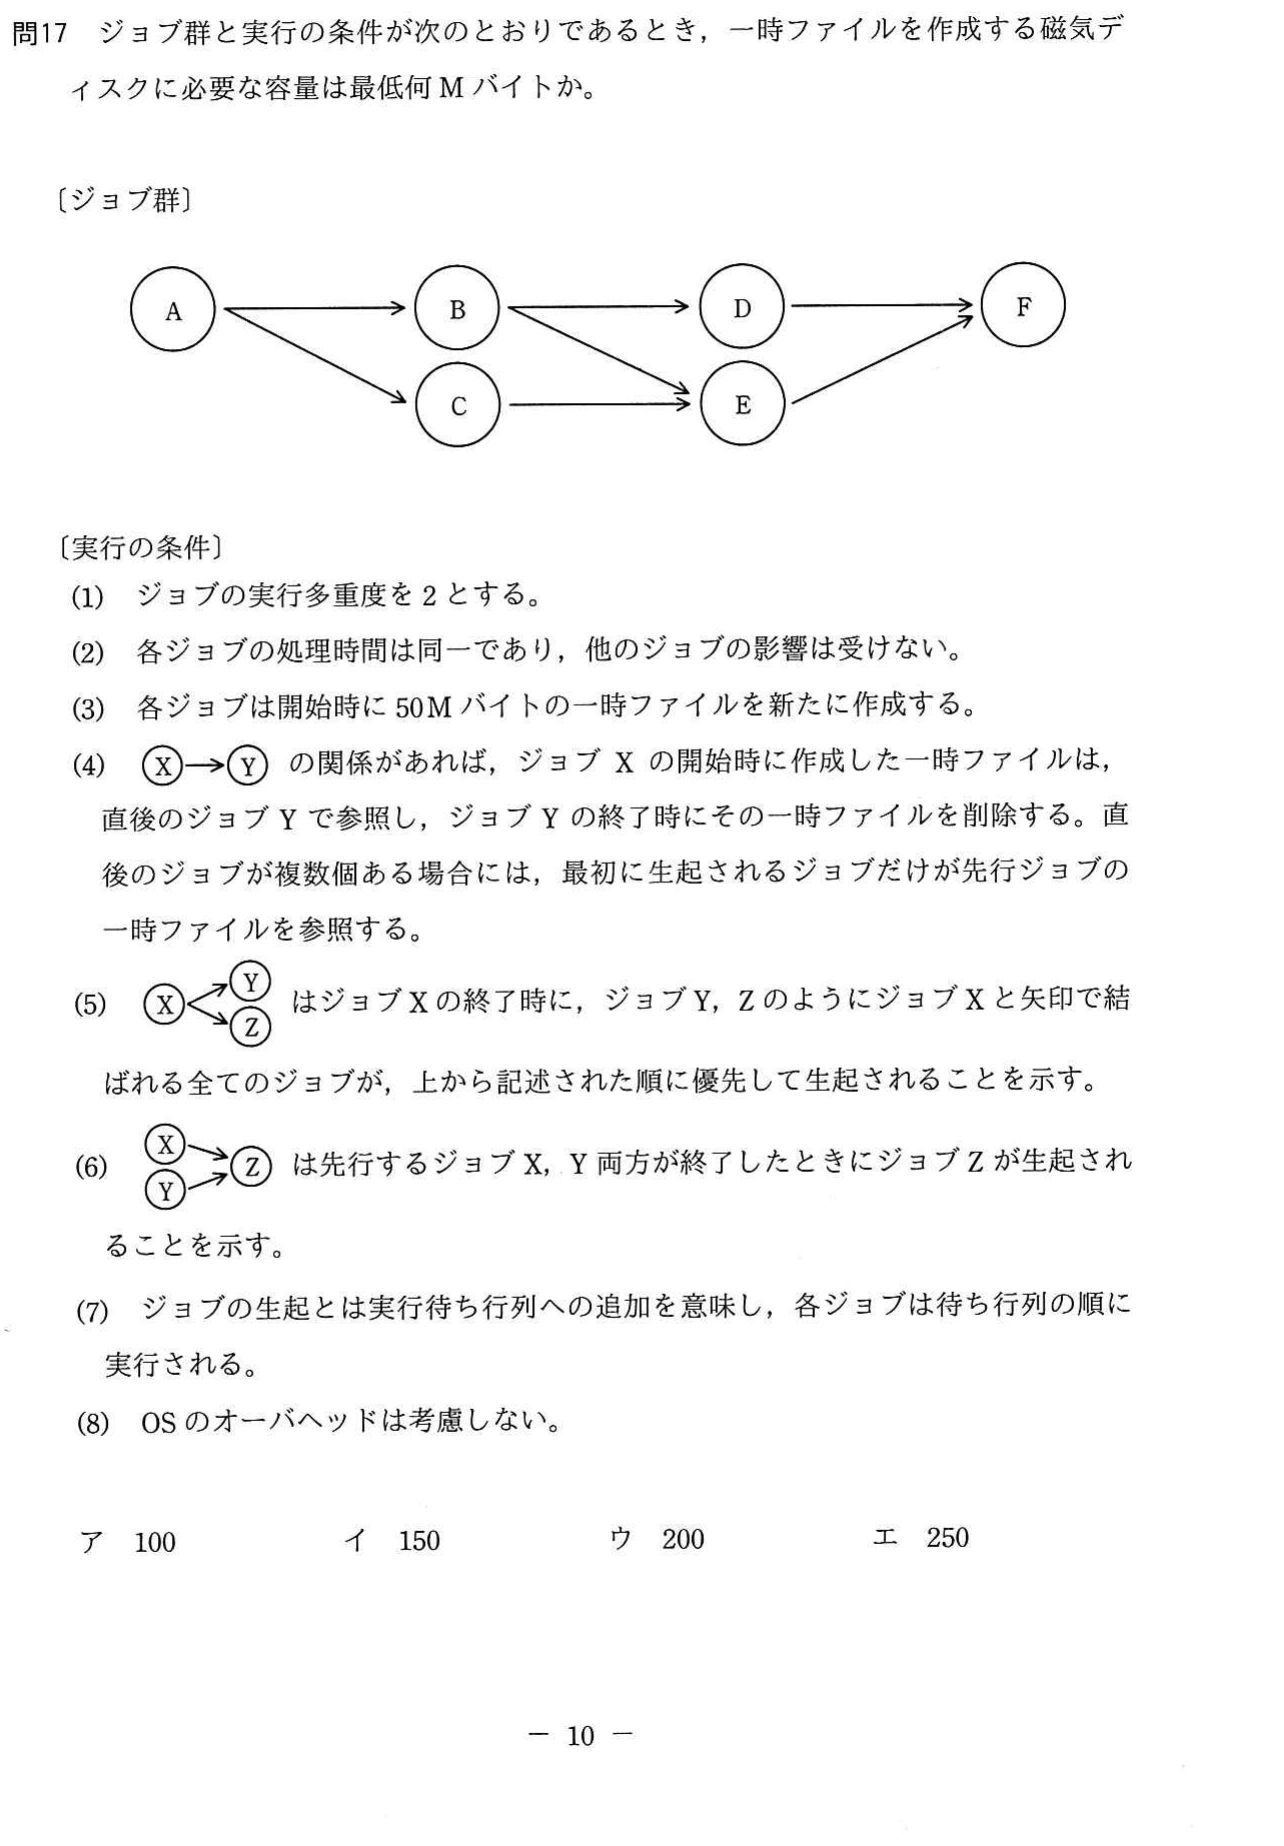 問17 ジョブ群と実行の条件が次のとおりであるとき，一時ファイルを作成する磁気デ
ィスクに必要な容量は最低何 M バイトか。
〔ジョブ群〕
A B D F
C E
〔実行の条件〕
(1) ジョブの実行多重度を 2 とする。
(2) 各ジョブの処理時間は同一であり，他のジョブの影響は受けない。
(3) 各ジョブは開始時に 50M バイトの一時ファイルを新たに作成する。
(4) X→Y の関係があれば，ジョブ X の開始時に作成した一時ファイルは，
直後のジョブ Y で参照し，ジョブ Y の終了時にその一時ファイルを削除する。直
後のジョブが複数個ある場合には，最初に生起されるジョブだけが先行ジョブの
一時ファイルを参照する。
(5) X Y Z はジョブ X の終了時に，ジョブ Y, Z のようにジョブ X と矢印で結
ばれる全てのジョブが，上から記述された順に優先して生起されることを示す。
(6) X Y Z は先行するジョブ X, Y 両方が終了したときにジョブ Z が生起され
ることを示す。
(7) ジョブの生起とは実行待ち行列への追加を意味し，各ジョブは待ち行列の順に
実行される。
(8) OS のオーバヘッドは考慮しない。
ア 100 イ 150 ウ 200 エ 250
－ 10 －